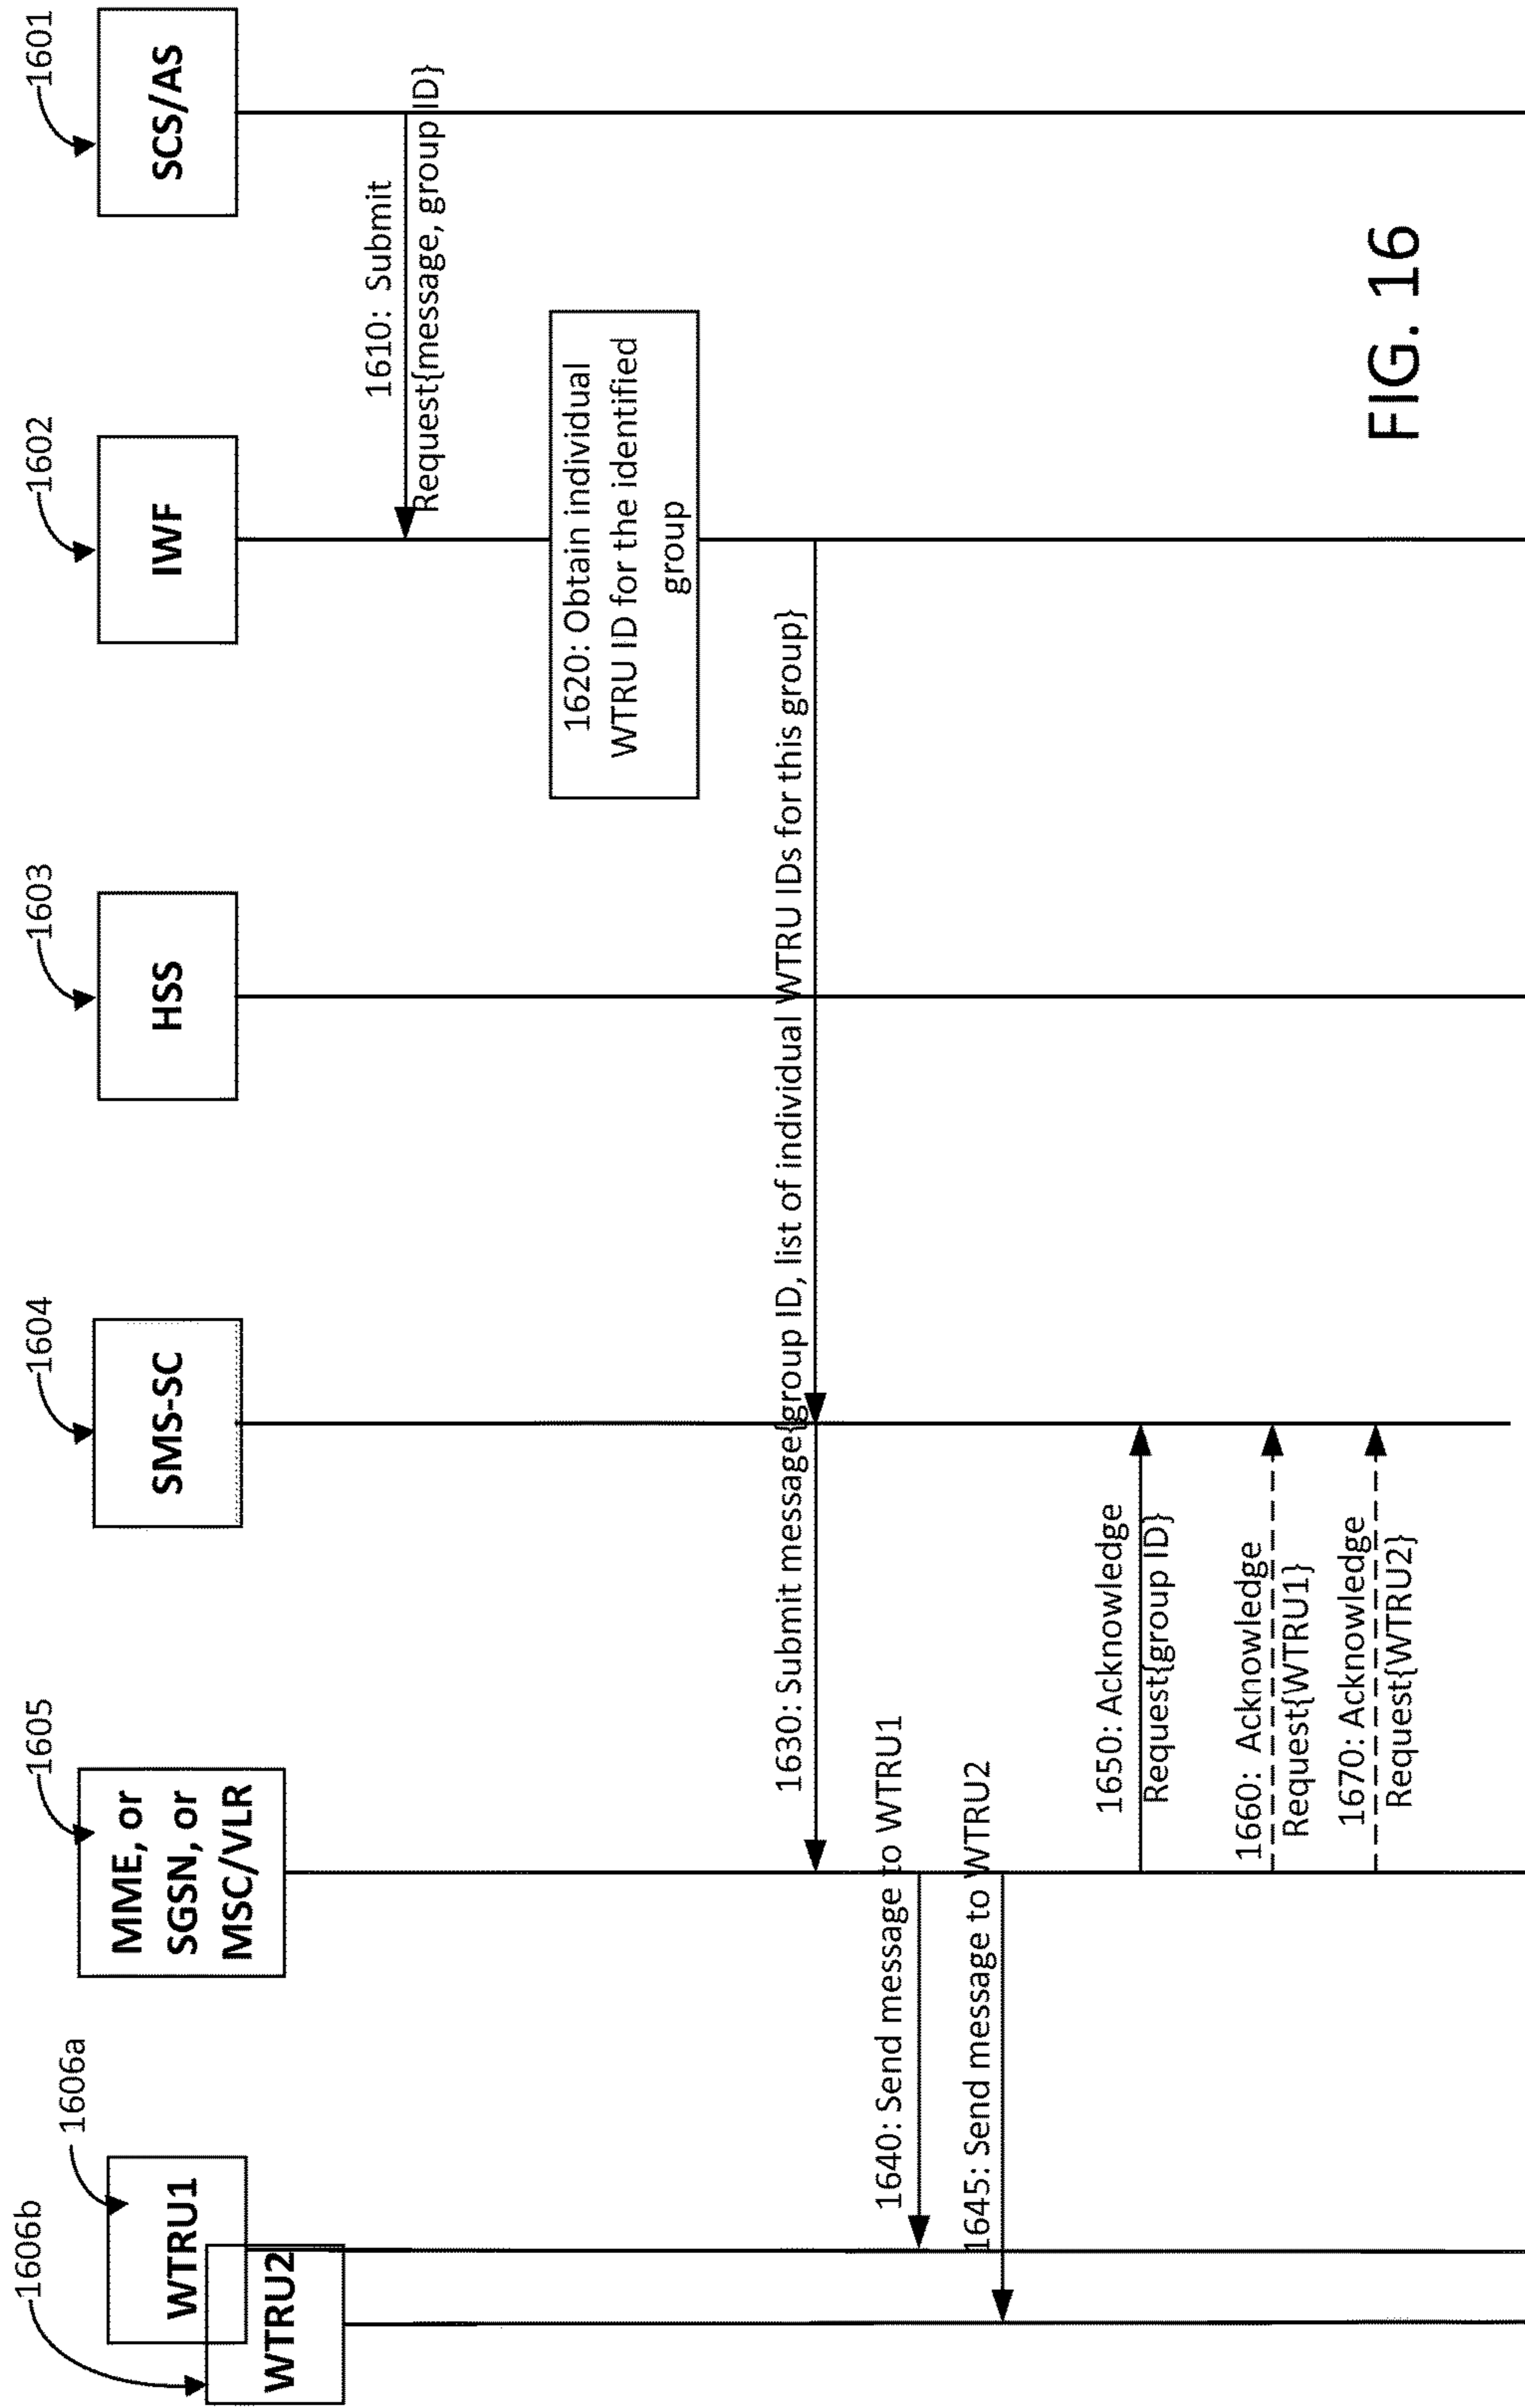 1606b
1606a
1605
1604
1603
1602
1601
WTRU1
WTRU2
MME, or
SGSN, or
MSC/VLR
SMS-SC
HSS
IWF
SCS/AS
1610: Submit
Request{message, group ID}
1620: Obtain individual
WTRU ID for the identified
group
1630: Submit message{group ID, list of individual WTRU IDs for this group}
1640: Send message to WTRU1
1645: Send message to WTRU2
1650: Acknowledge
Request{group ID}
1660: Acknowledge
Request{WTRU1}
1670: Acknowledge
Request{WTRU2}
FIG. 16